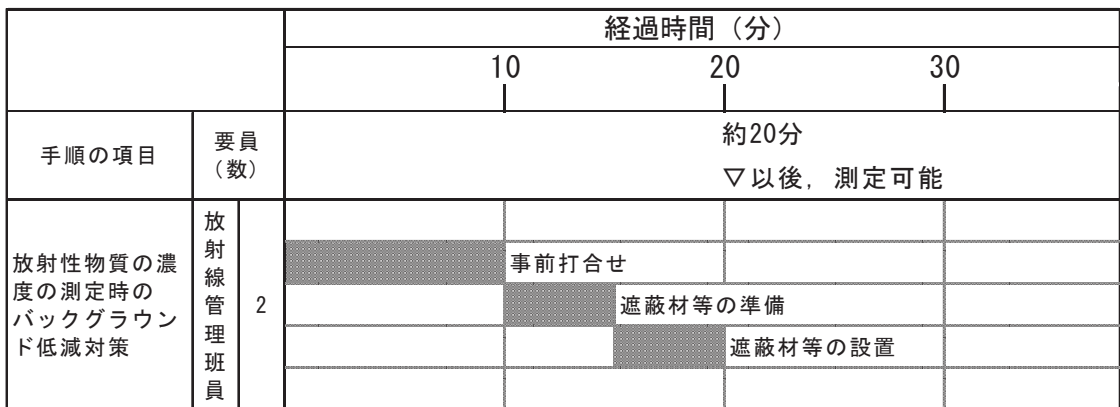 経過時間（分）
10 20 30
手順の項目
要員
（数）
約20分
▽以後，測定可能
放射性物質の濃
度の測定時の
バックグラウン
ド低減対策
放射線管理班員
2
事前打合せ
遮蔽材等の準備
遮蔽材等の設置